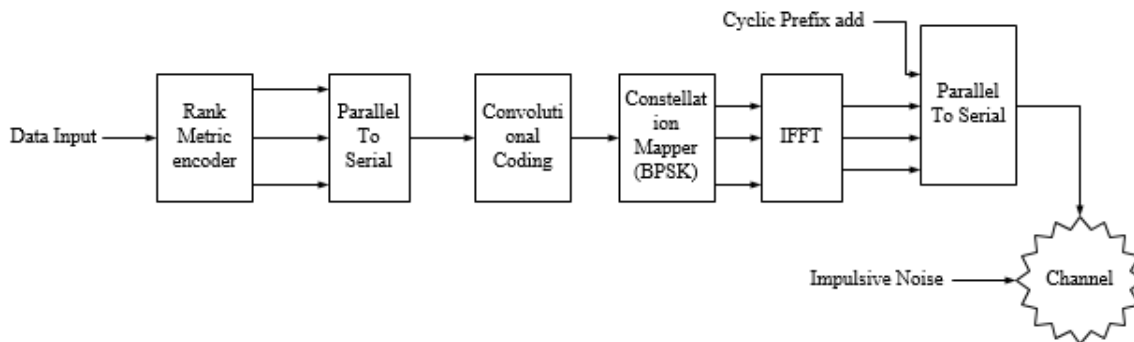 Cyclic Prefix add
Data Input
Rank
Metric
encoder
Parallel
To
Serial
Convoluti
onal
Coding
Constellat
ion
Mapper
(BPSK)
IFFT
Parallel
To Serial
Impulsive Noise
Channel